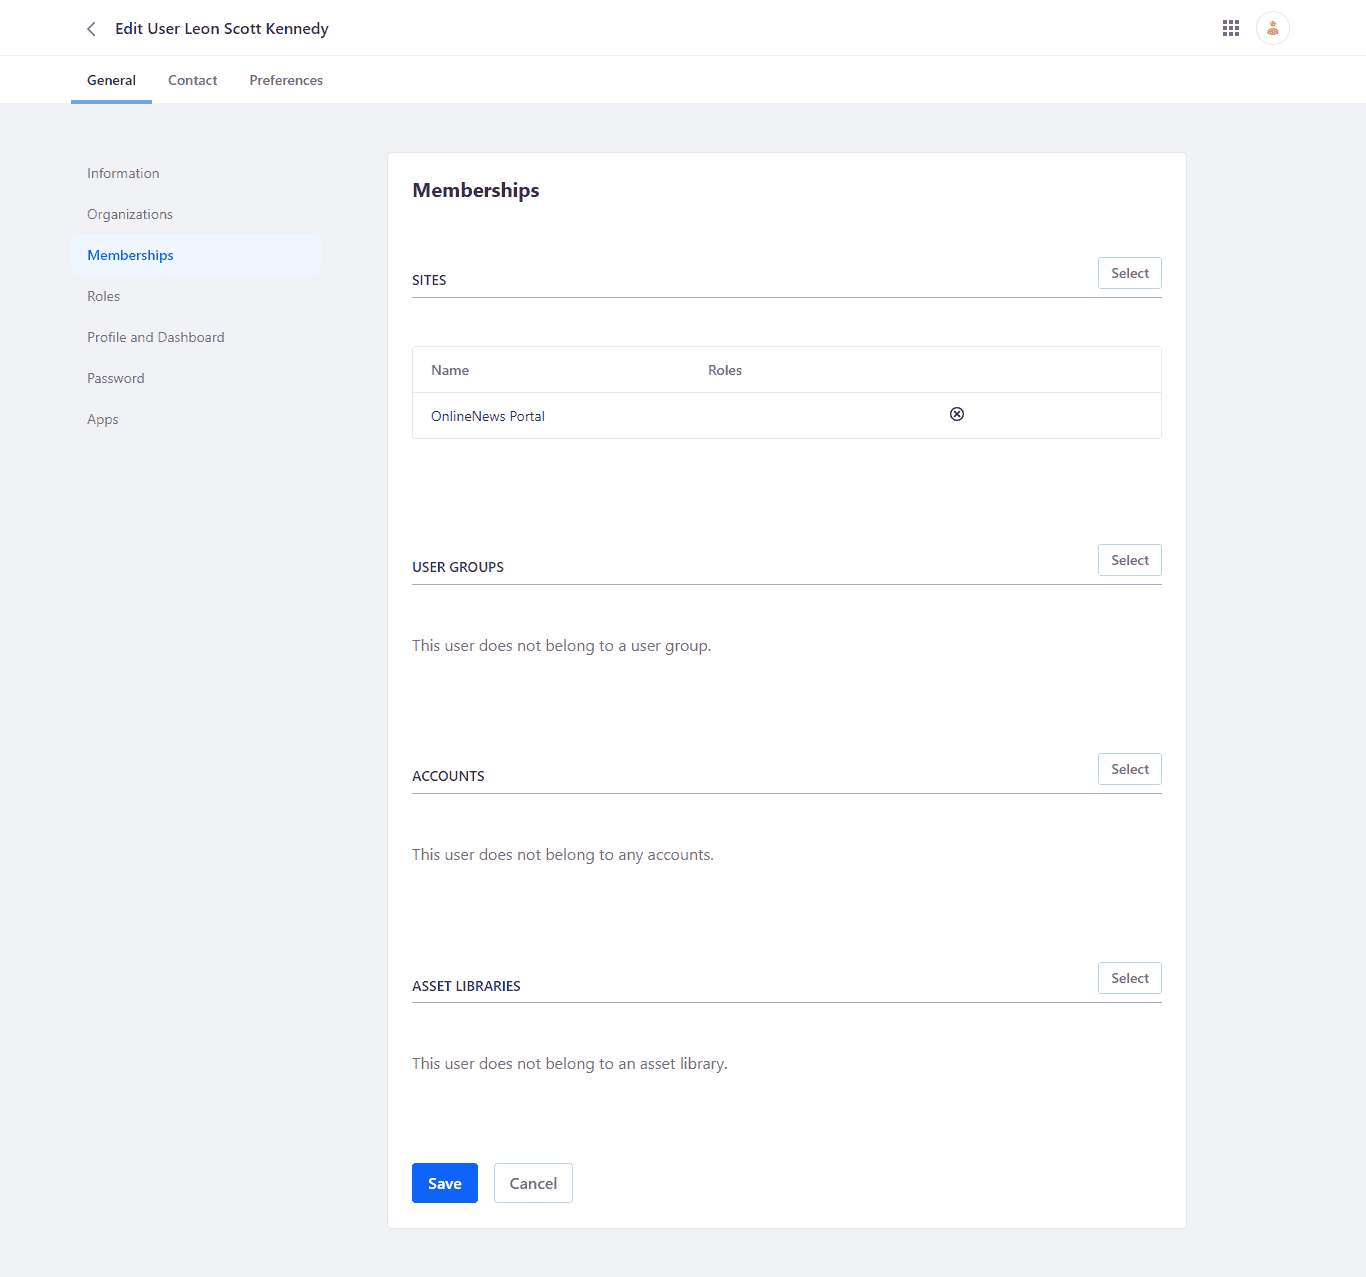 Edit User Leon Scott Kennedy
General Contact Preferences
Information
Organizations
Memberships
Roles
Profile and Dashboard
Password
Apps
Memberships
SITES Select
Name Roles
OnlineNews Portal
USER GROUPS Select
This user does not belong to a user group.
ACCOUNTS Select
This user does not belong to any accounts.
ASSET LIBRARIES Select
This user does not belong to an asset library.
Save Cancel